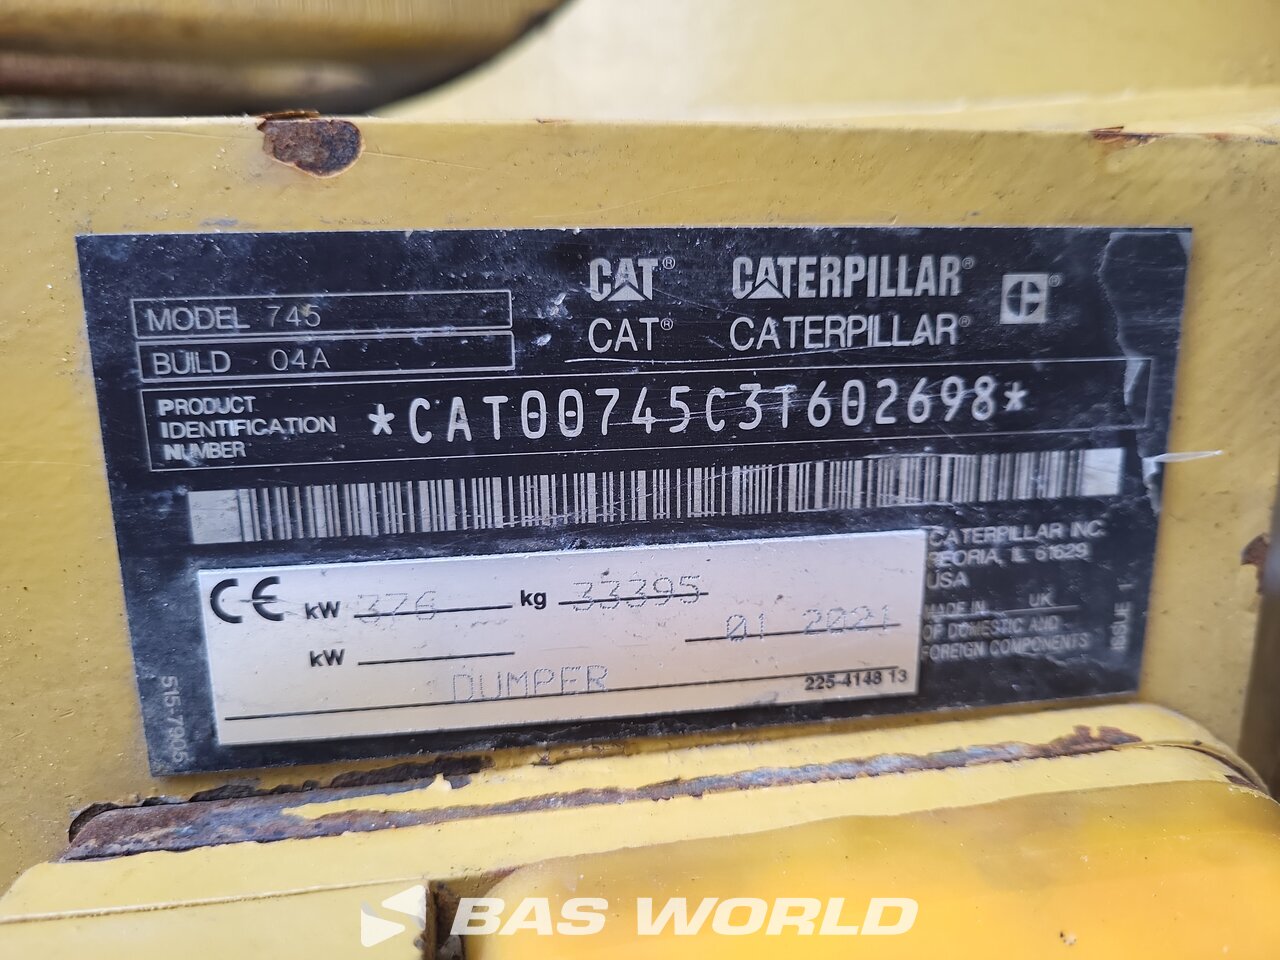 MODEL 745
BUILD 04A
CAT® CATERPILLAR® ®
CAT® CATERPILLAR®
PRODUCT
IDENTIFICATION
NUMBER
*CAT00745C3T602698*
CE kW 376 kg 33395
01 2021
kW
DUMPER
225-4148 13
CATERPILLAR INC.
PEORIA, IL 61629
USA
MADE IN UK
OF DOMESTIC AND
FOREIGN COMPONENTS
ISSUE 1
515-7905
BAS WORLD